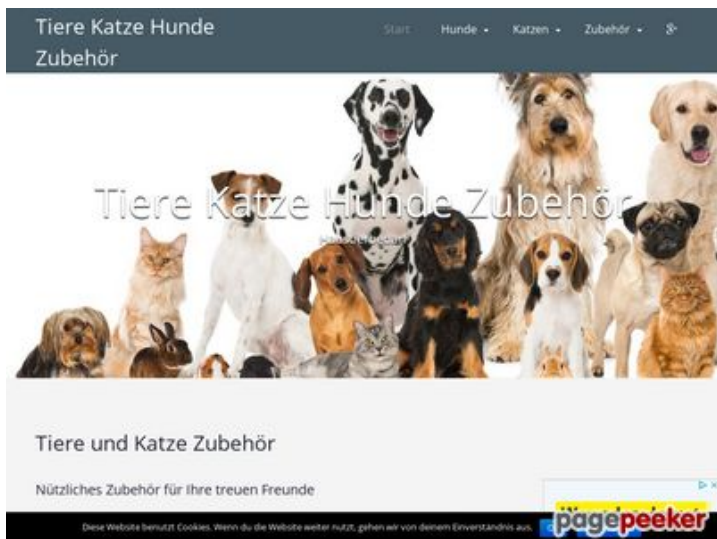 Tiere Katze Hunde
Zubehör
Start Hunde Katzen Zubehör g+
Tiere Katze Hunde Zubehör
Haustierbedarf
Tiere und Katze Zubehör
Nützliches Zubehör für Ihre treuen Freunde
Diese Website benutzt Cookies. Wenn du die Website weiter nutzt, gehen wir von deinem Einverständnis aus.
pagepeeker